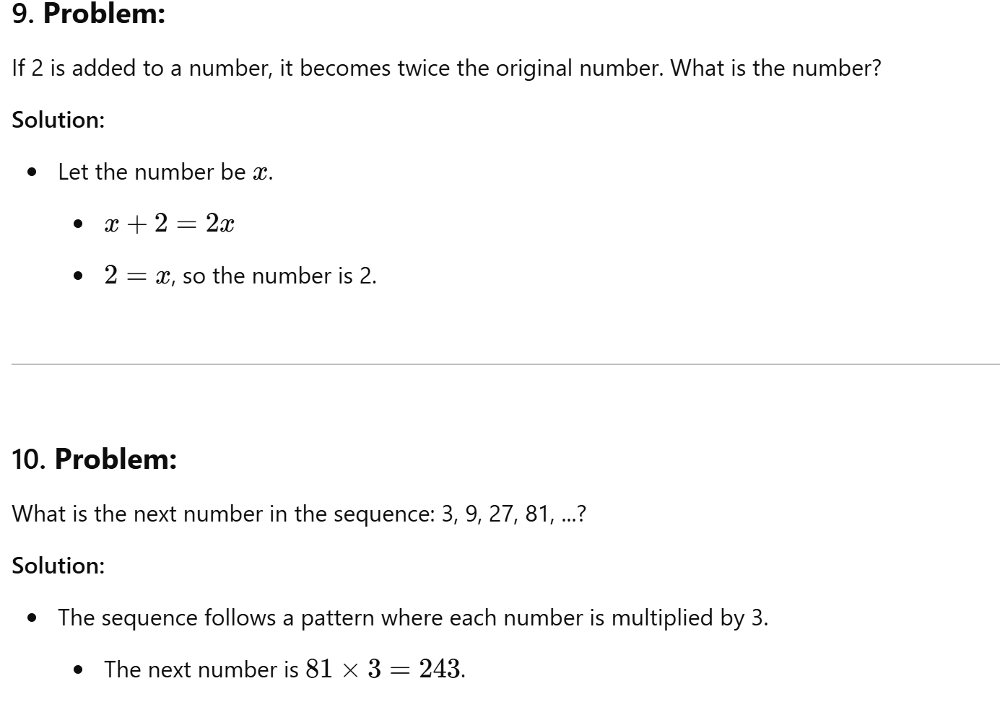 9. Problem:
If 2 is added to a number, it becomes twice the original number. What is the number?
Solution:
• Let the number be x.
• x + 2 = 2x
• 2 = x, so the number is 2.
10. Problem:
What is the next number in the sequence: 3, 9, 27, 81, ...?
Solution:
• The sequence follows a pattern where each number is multiplied by 3.
• The next number is 81 × 3 = 243.